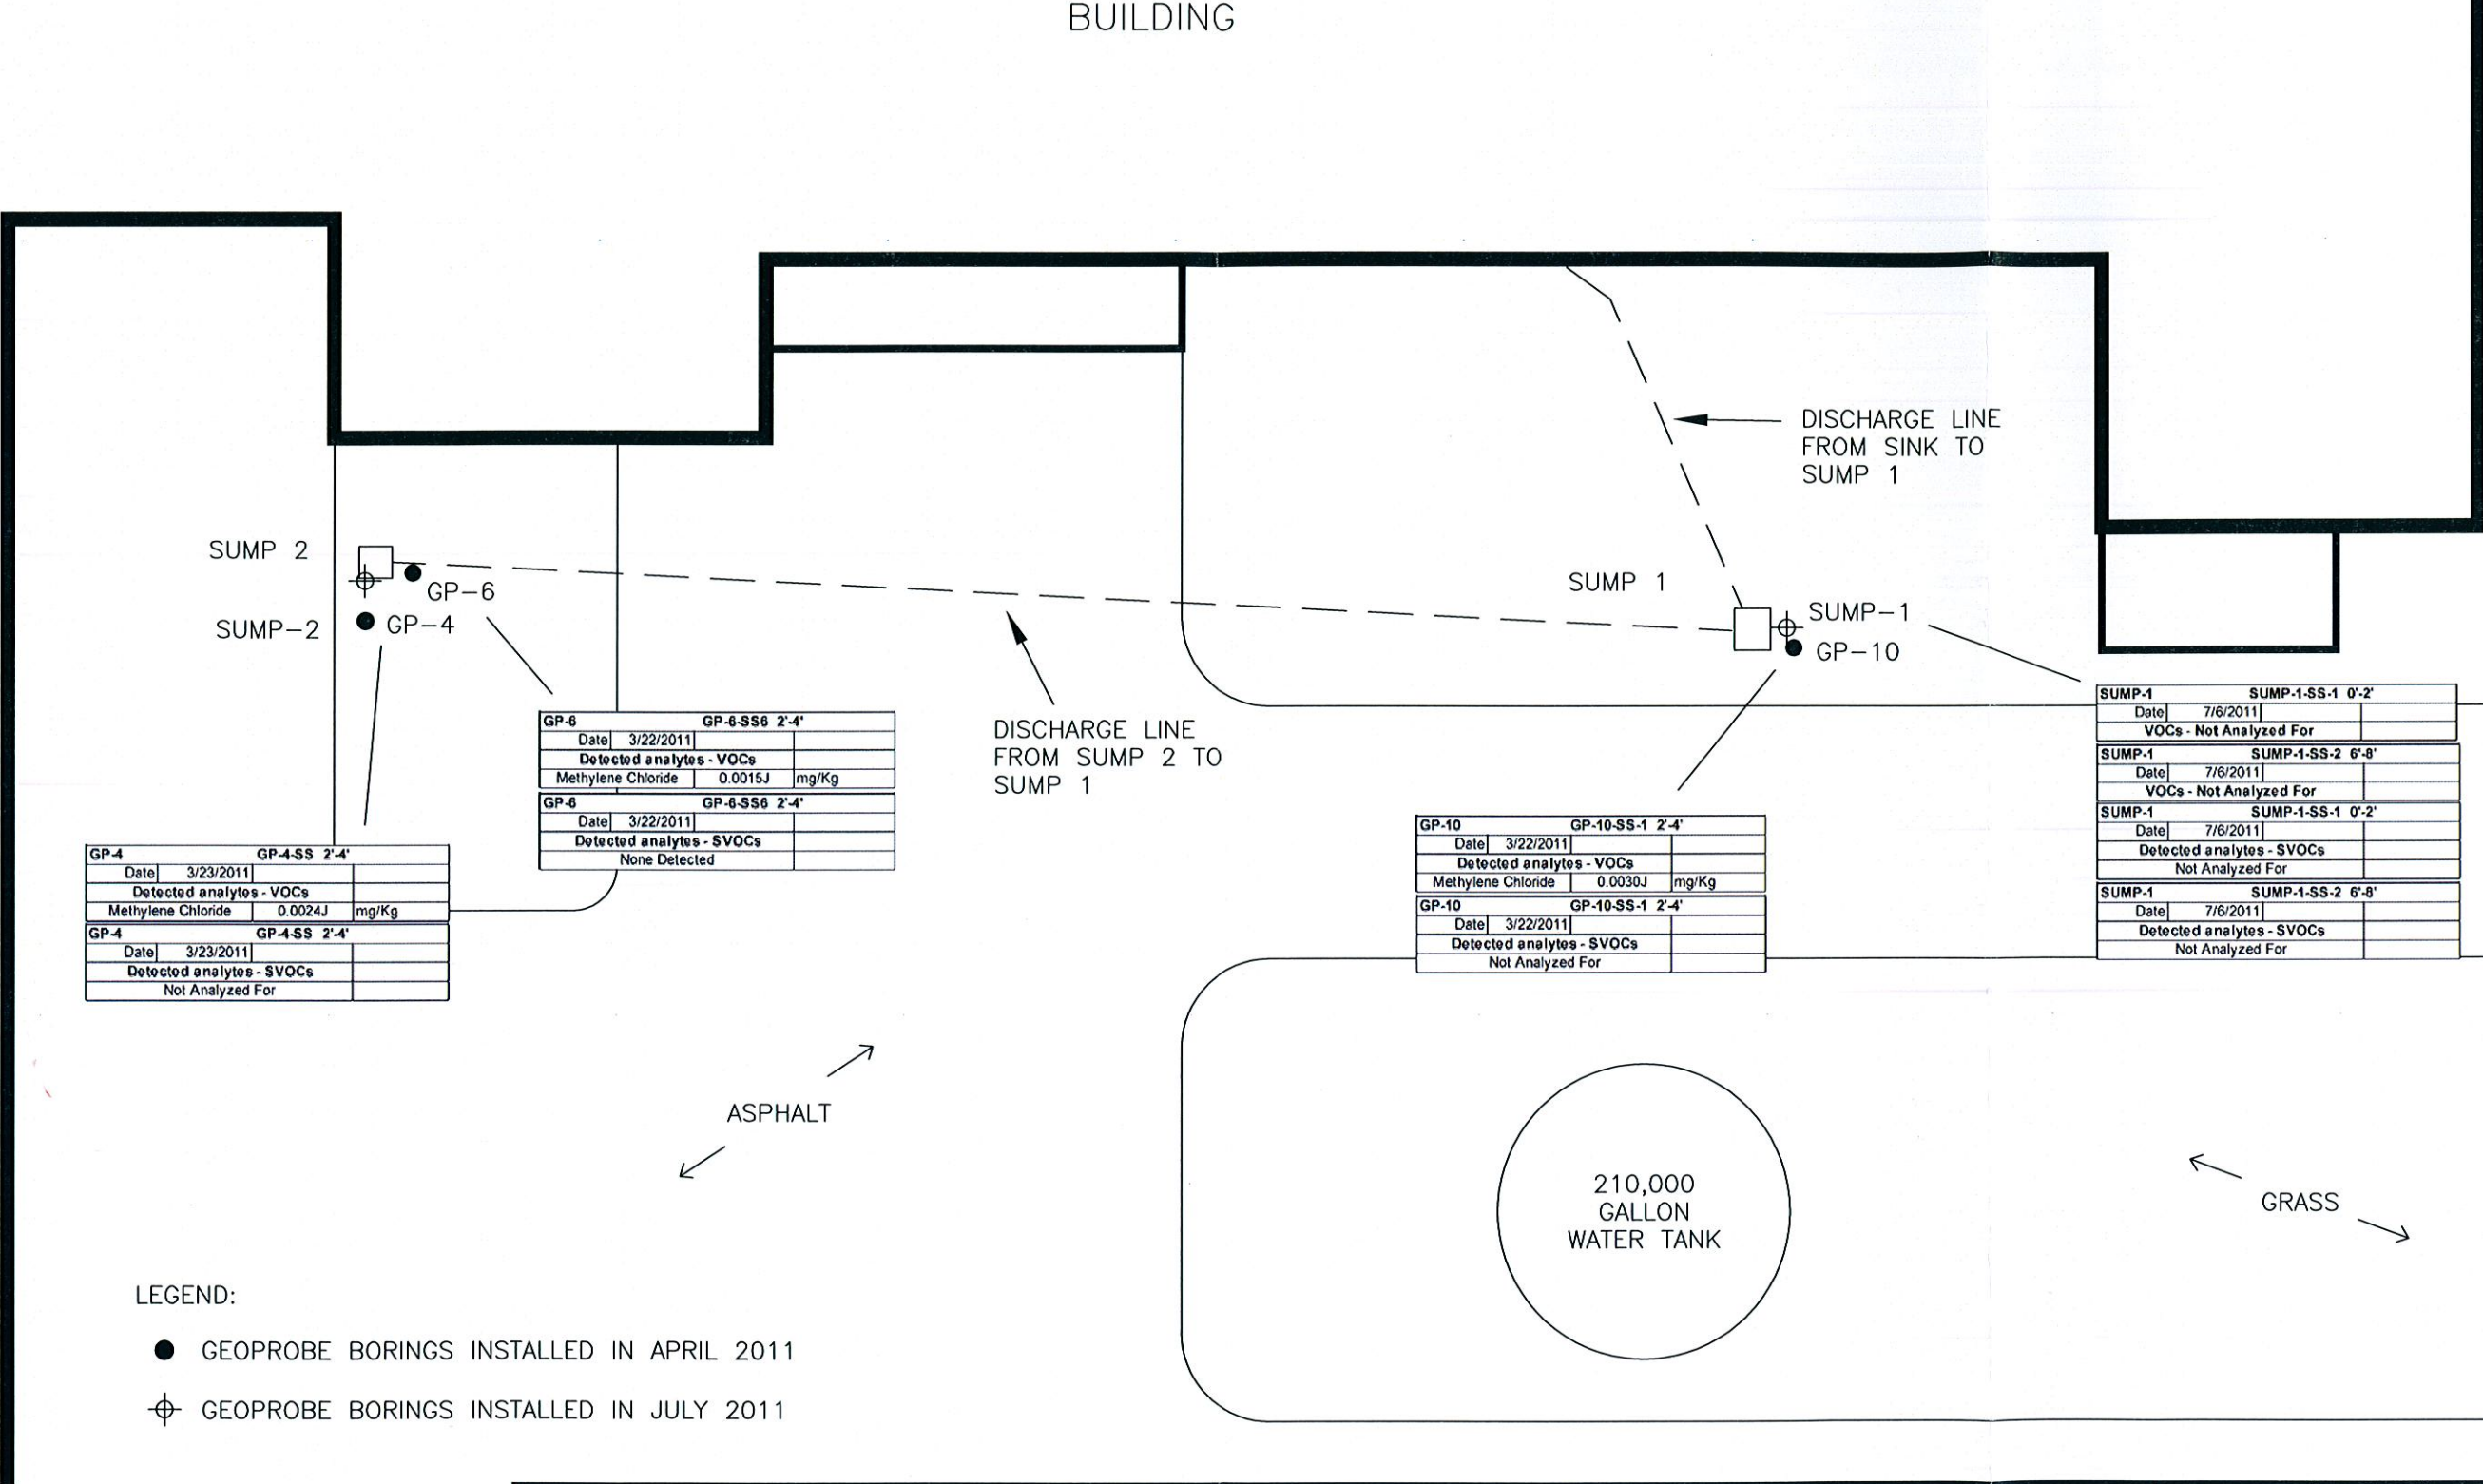 BUILDING
DISCHARGE LINE
FROM SINK TO
SUMP 1
SUMP 2
GP-6
SUMP-2
GP-4
SUMP 1
SUMP-1
GP-10
DISCHARGE LINE
FROM SUMP 2 TO
SUMP 1
GP-6 GP-6-SS6 2'-4'
Date 3/22/2011
Detected analytes - VOCs
Methylene Chloride 0.0015J mg/Kg
GP-6 GP-6-SS6 2'-4'
Date 3/22/2011
Detected analytes - SVOCs
None Detected
GP-4 GP-4-SS 2'-4'
Date 3/23/2011
Detected analytes - VOCs
Methylene Chloride 0.0024J mg/Kg
GP-4 GP-4-SS 2'-4'
Date 3/23/2011
Detected analytes - SVOCs
Not Analyzed For
GP-10 GP-10-SS-1 2'-4'
Date 3/22/2011
Detected analytes - VOCs
Methylene Chloride 0.0030J mg/Kg
GP-10 GP-10-SS-1 2'-4'
Date 3/22/2011
Detected analytes - SVOCs
Not Analyzed For
SUMP-1 SUMP-1-SS-1 0'-2'
Date 7/6/2011
VOCs - Not Analyzed For
SUMP-1 SUMP-1-SS-2 6'-8'
Date 7/6/2011
VOCs - Not Analyzed For
SUMP-1 SUMP-1-SS-1 0'-2'
Date 7/6/2011
Detected analytes - SVOCs
Not Analyzed For
SUMP-1 SUMP-1-SS-2 6'-8'
Date 7/6/2011
Detected analytes - SVOCs
Not Analyzed For
ASPHALT
210,000
GALLON
WATER TANK
GRASS
LEGEND:
GEOPROBE BORINGS INSTALLED IN APRIL 2011
GEOPROBE BORINGS INSTALLED IN JULY 2011